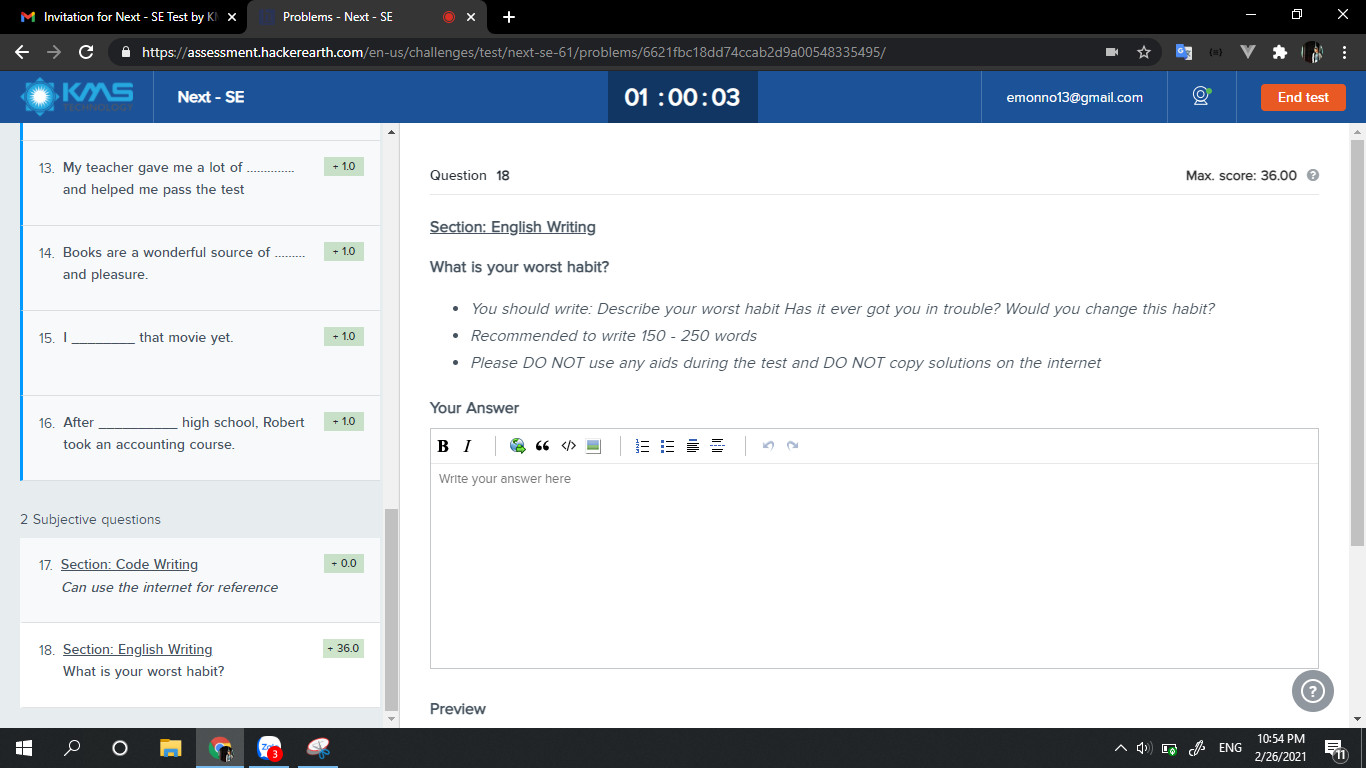 Invitation for Next - SE Test by K
Problems - Next - SE
https://assessment.hackerearth.com/en-us/challenges/test/next-se-61/problems/6621fbc18dd74ccab2d9a00548335495/
KMS
TECHNOLOGY
Next - SE
01 :00:03
emonno13@gmail.com
End test
13. My teacher gave me a lot of .............
and helped me pass the test
+ 1.0
14. Books are a wonderful source of .........
and pleasure.
+ 1.0
15. I ________ that movie yet.
+ 1.0
16. After __________ high school, Robert
took an accounting course.
+ 1.0
2 Subjective questions
17. Section: Code Writing
Can use the internet for reference
+ 0.0
18. Section: English Writing
What is your worst habit?
+ 36.0
Question 18
Max. score: 36.00
Section: English Writing
What is your worst habit?
• You should write: Describe your worst habit Has it ever got you in trouble? Would you change this habit?
• Recommended to write 150 - 250 words
• Please DO NOT use any aids during the test and DO NOT copy solutions on the internet
Your Answer
B I
Write your answer here
Preview
3
ENG
10:54 PM
2/26/2021
11